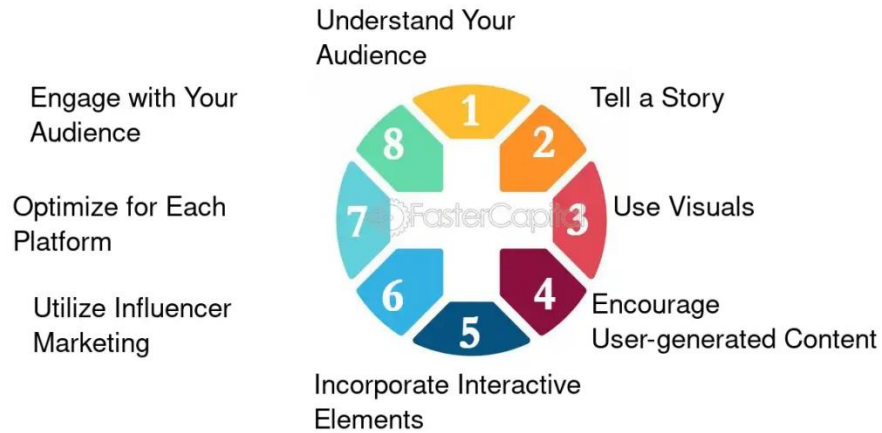 Understand Your
Audience
1
Tell a Story
2
Use Visuals
3
Encourage
User-generated Content
4
Incorporate Interactive
Elements
5
Utilize Influencer
Marketing
6
Optimize for Each
Platform
7
Engage with Your
Audience
8
FasterCapital